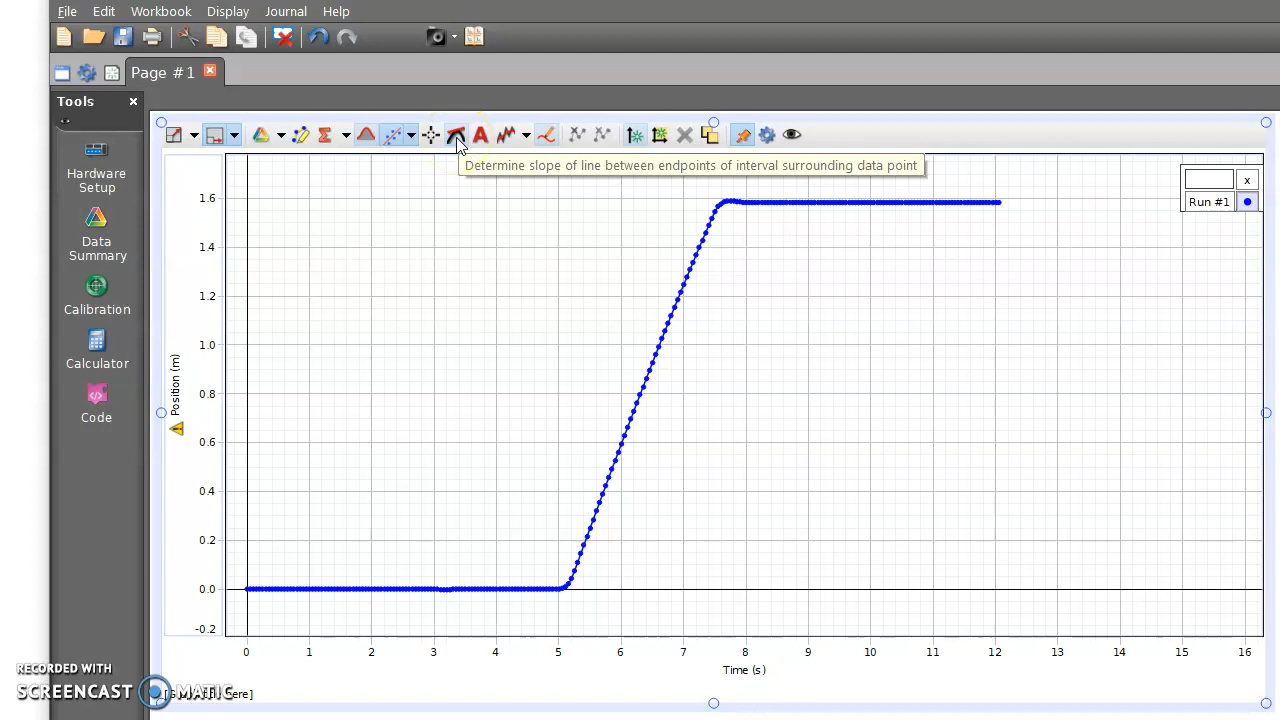 File Edit Workbook Display Journal Help
Page #1
Tools
Hardware
Setup
Data
Summary
Calibration
Calculator
Code
Determine slope of line between endpoints of interval surrounding data point
x
Run #1
Position (m)
1.6
1.4
1.2
1.0
0.8
0.6
0.4
0.2
0.0
-0.2
0 1 2 3 4 5 6 7 8 9 10 11 12 13 14 15 16
Time (s)
RECORDED WITH
SCREENCAST MATIC
ere]